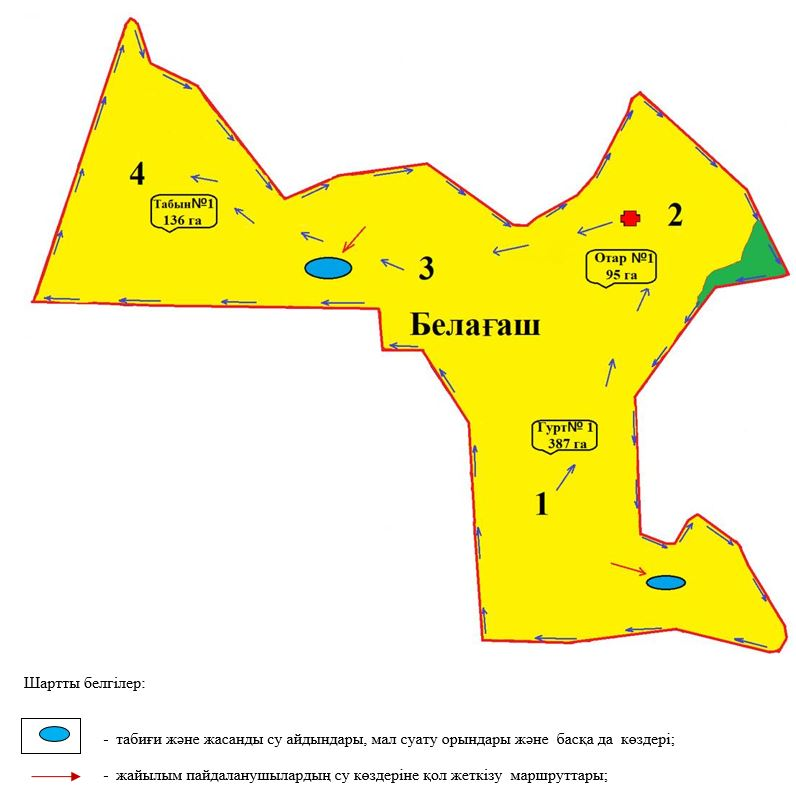 4
Табын№1
136 га
2
Отар №1
95 га
3
Белағаш
Гурт№ 1
387 га
1
Шартты белгілер:
- табиғи және жасанды су айдындары, мал суату орындары және басқа да көздері;
- жайылым пайдаланушылардың су көздеріне қол жеткізу маршруттары;